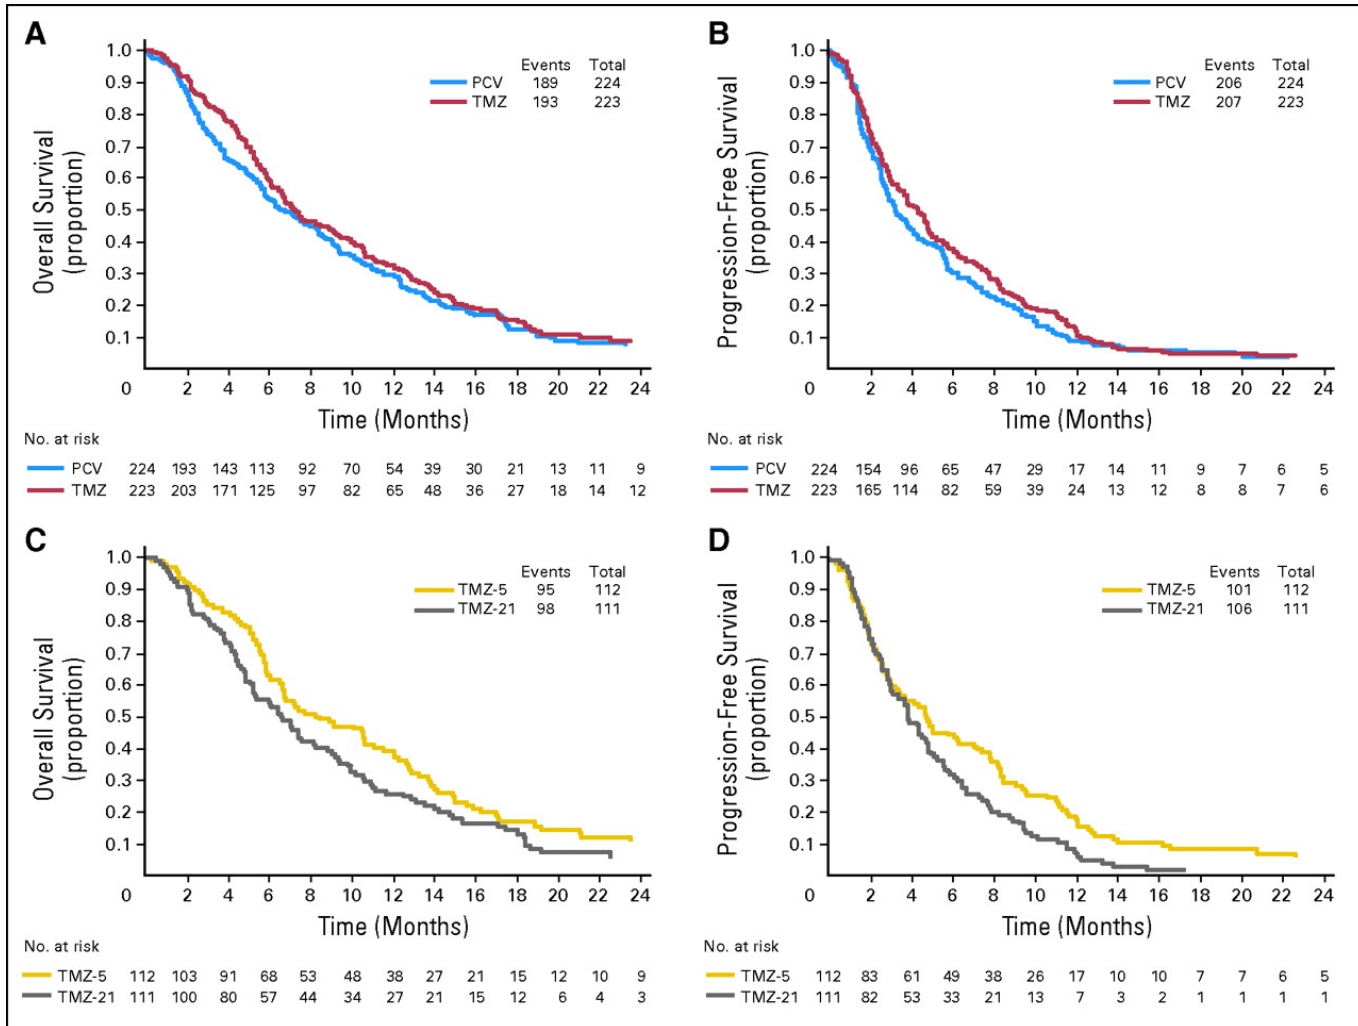 A
Overall Survival
(proportion)
1.0
0.9
0.8
0.7
0.6
0.5
0.4
0.3
0.2
0.1
Events Total
PCV 189 224
TMZ 193 223
0 2 4 6 8 10 12 14 16 18 20 22 24
Time (Months)
No. at risk
PCV 224 193 143 113 92 70 54 39 30 21 13 11 9
TMZ 223 203 171 125 97 82 65 48 36 27 18 14 12
B
Progression-Free Survival
(proportion)
1.0
0.9
0.8
0.7
0.6
0.5
0.4
0.3
0.2
0.1
Events Total
PCV 206 224
TMZ 207 223
0 2 4 6 8 10 12 14 16 18 20 22 24
Time (Months)
No. at risk
PCV 224 154 96 65 47 29 17 14 11 9 7 6 5
TMZ 223 165 114 82 59 39 24 13 12 8 8 7 6
C
Overall Survival
(proportion)
1.0
0.9
0.8
0.7
0.6
0.5
0.4
0.3
0.2
0.1
Events Total
TMZ-5 95 112
TMZ-21 98 111
0 2 4 6 8 10 12 14 16 18 20 22 24
Time (Months)
No. at risk
TMZ-5 112 103 91 68 53 48 38 27 21 15 12 10 9
TMZ-21 111 100 80 57 44 34 27 21 15 12 6 4 3
D
Progression-Free Survival
(proportion)
1.0
0.9
0.8
0.7
0.6
0.5
0.4
0.3
0.2
0.1
Events Total
TMZ-5 101 112
TMZ-21 106 111
0 2 4 6 8 10 12 14 16 18 20 22 24
Time (Months)
No. at risk
TMZ-5 112 83 61 49 38 26 17 10 10 7 7 6 5
TMZ-21 111 82 53 33 21 13 7 3 2 1 1 1 1